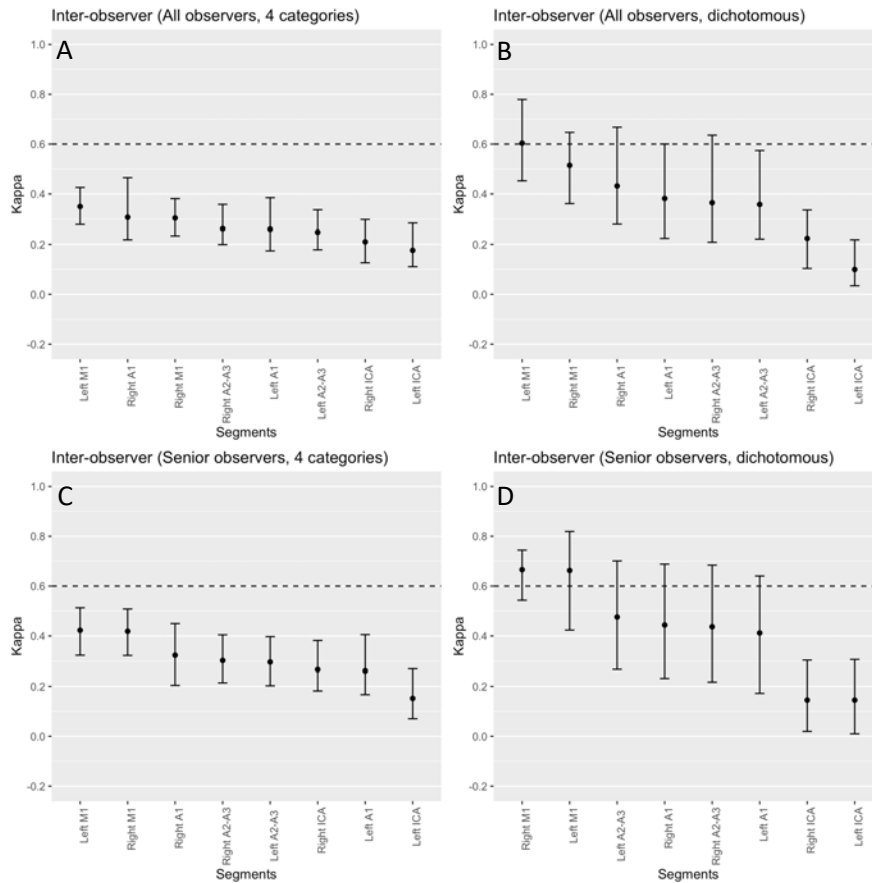 Inter-observer (All observers, 4 categories)
A
1.0
0.8
0.6
0.4
0.2
0.0
-0.2
Kappa
Left M1
Right A1
Right M1
Right A2-A3
Left A1
Left A2-A3
Right ICA
Left ICA
Segments
Inter-observer (All observers, dichotomous)
B
1.0
0.8
0.6
0.4
0.2
0.0
-0.2
Kappa
Left M1
Right M1
Right A1
Left A1
Right A2-A3
Left A2-A3
Right ICA
Left ICA
Segments
Inter-observer (Senior observers, 4 categories)
C
1.0
0.8
0.6
0.4
0.2
0.0
-0.2
Kappa
Left M1
Right M1
Right A1
Right A2-A3
Left A2-A3
Right ICA
Left A1
Left ICA
Segments
Inter-observer (Senior observers, dichotomous)
D
1.0
0.8
0.6
0.4
0.2
0.0
-0.2
Kappa
Right M1
Left M1
Left A2-A3
Right A1
Right A2-A3
Left A1
Right ICA
Left ICA
Segments